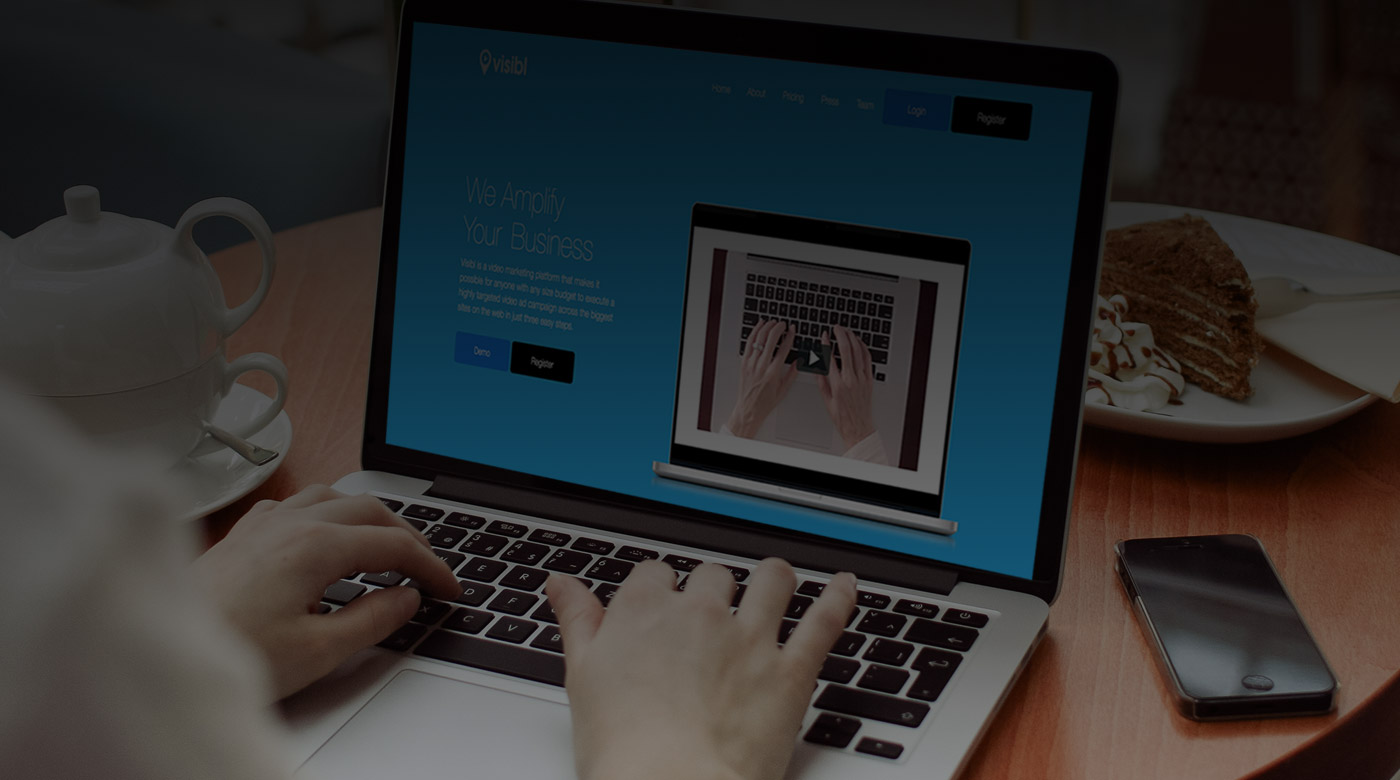 visibl
Home About Pricing Press Team Login Register
We Amplify
Your Business
Visibl is a video marketing platform that makes it
possible for anyone with any size budget to execute a
highly targeted video ad campaign across the biggest
sites on the web in just three easy steps.
Demo Register
E R
A D F
X C V B